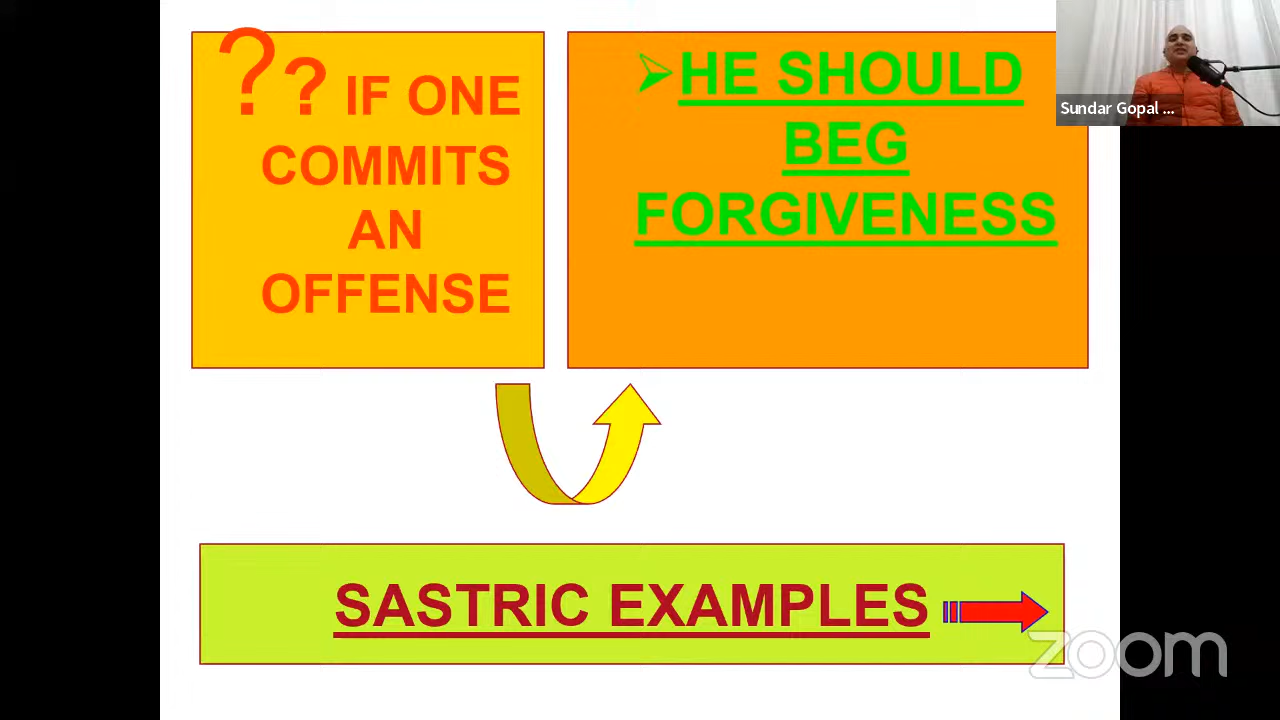 ?? IF ONE
COMMITS
AN
OFFENSE
HE SHOULD
BEG
FORGIVENESS
Sundar Gopal ...
SASTRIC EXAMPLES
zoom